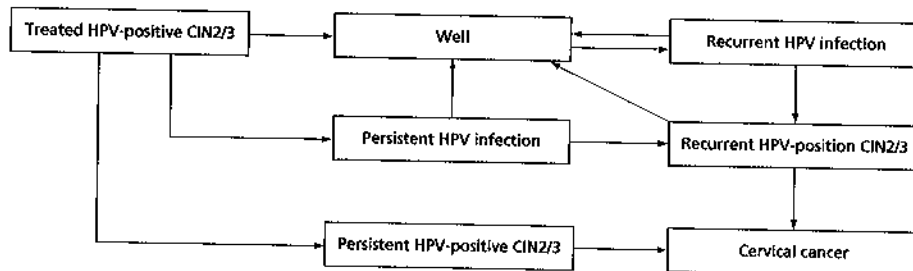 Treated HPV-positive CIN2/3
Well
Recurrent HPV infection
Persistent HPV infection
Recurrent HPV-position CIN2/3
Persistent HPV-positive CIN2/3
Cervical cancer